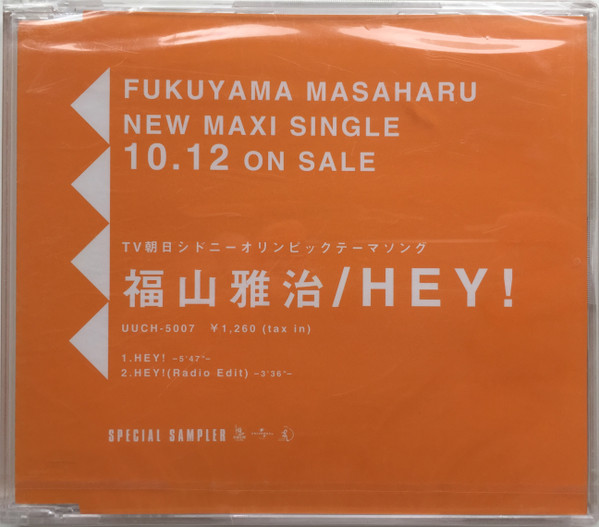 FUKUYAMA MASAHARU
NEW MAXI SINGLE
10.12 ON SALE
TV朝日シドニーオリンピックテーマソング
福山雅治/HEY!
UUCH-5007 ¥1,260 (tax in)
1.HEY! –5'47"–
2.HEY!(Radio Edit) –3'36"–
SPECIAL SAMPLER